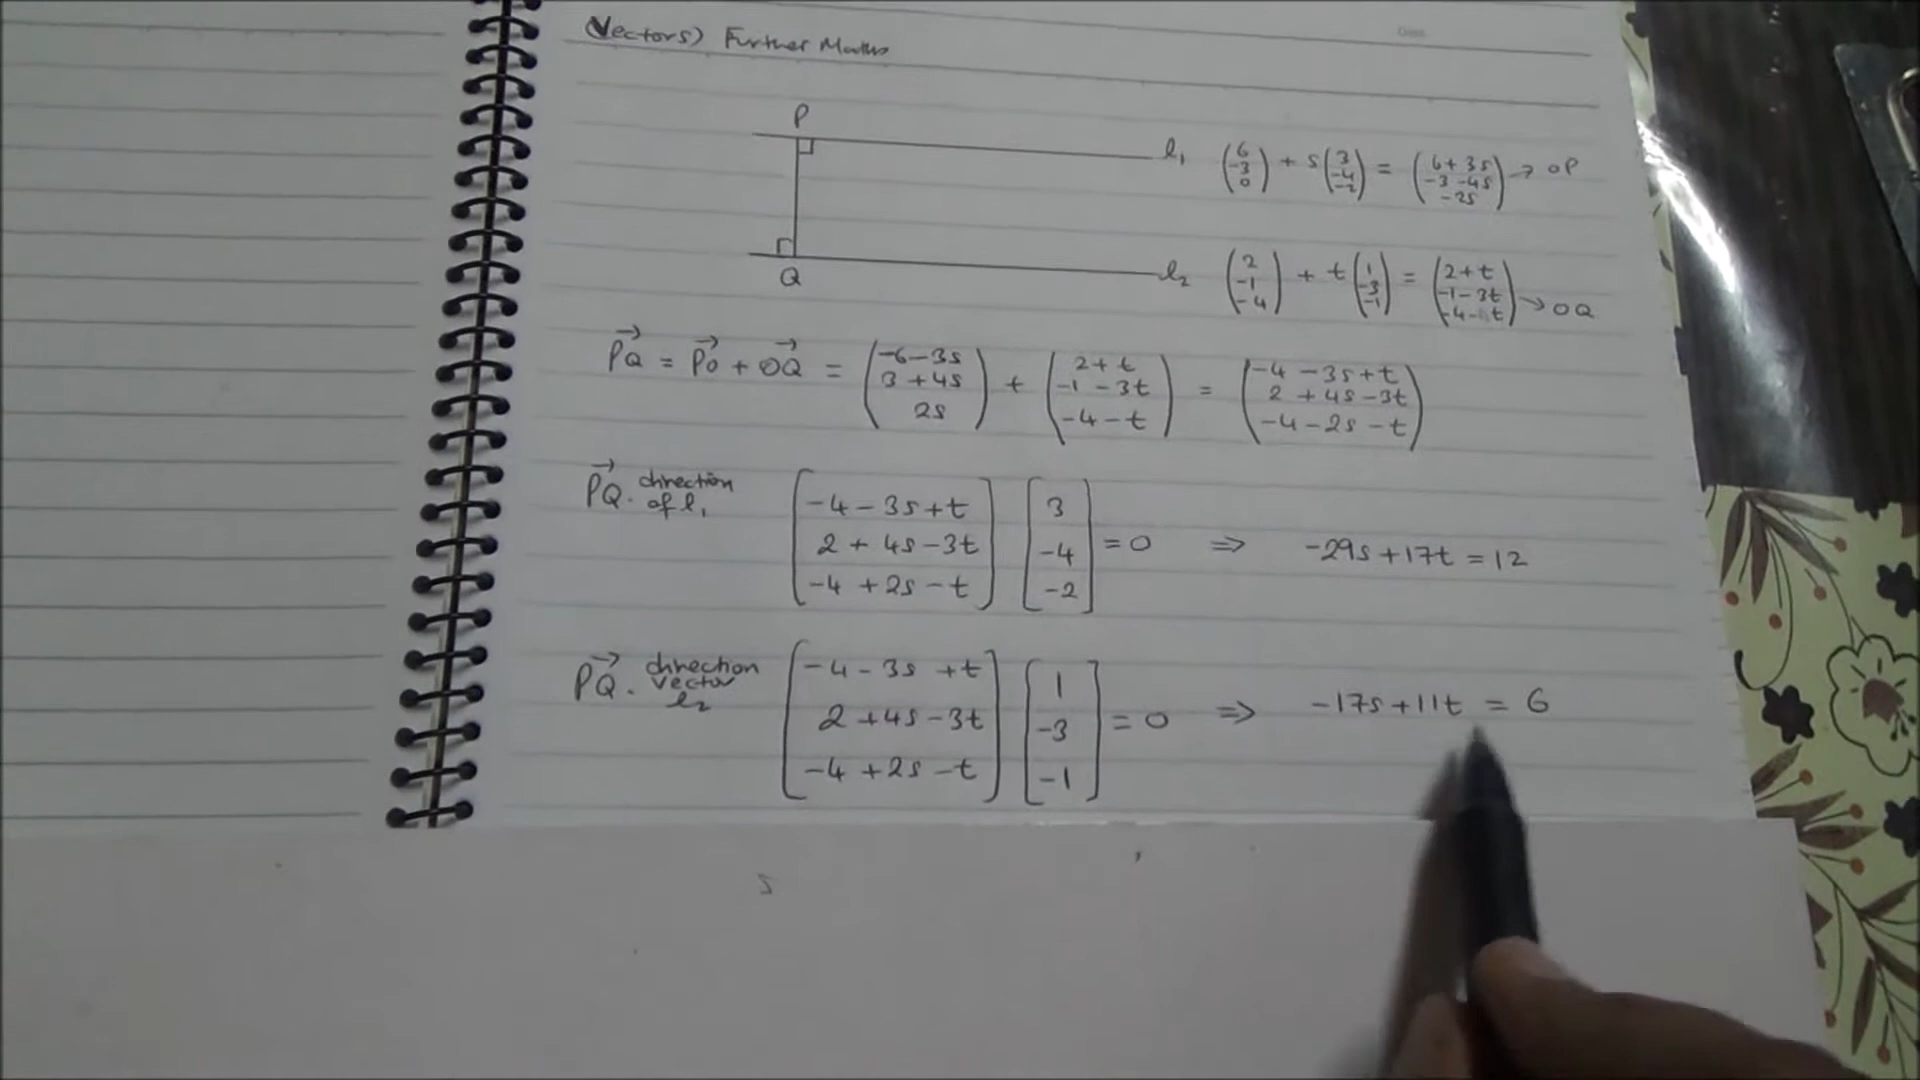 (Vectors) Further Maths
P
l₁ (6 -3 0) + s(3 -4 -2) = (6+3s -3-4s -2s) → OP
Q
l₂ (2 -1 -4) + t(1 -3 -1) = (2+t -1-3t -4-t) → OQ
PQ = PO + OQ = (-6-3s 3+4s 2s) + (2+t -1-3t -4-t) = (-4-3s+t 2+4s-3t -4-2s-t)
PQ . direction of l₁ [-4-3s+t 2+4s-3t -4+2s-t] [3 -4 -2] = 0 ⇒ -29s+17t = 12
PQ . direction vector l₂ [-4-3s+t 2+4s-3t -4+2s-t] [1 -3 -1] = 0 ⇒ -17s+11t = 6
s